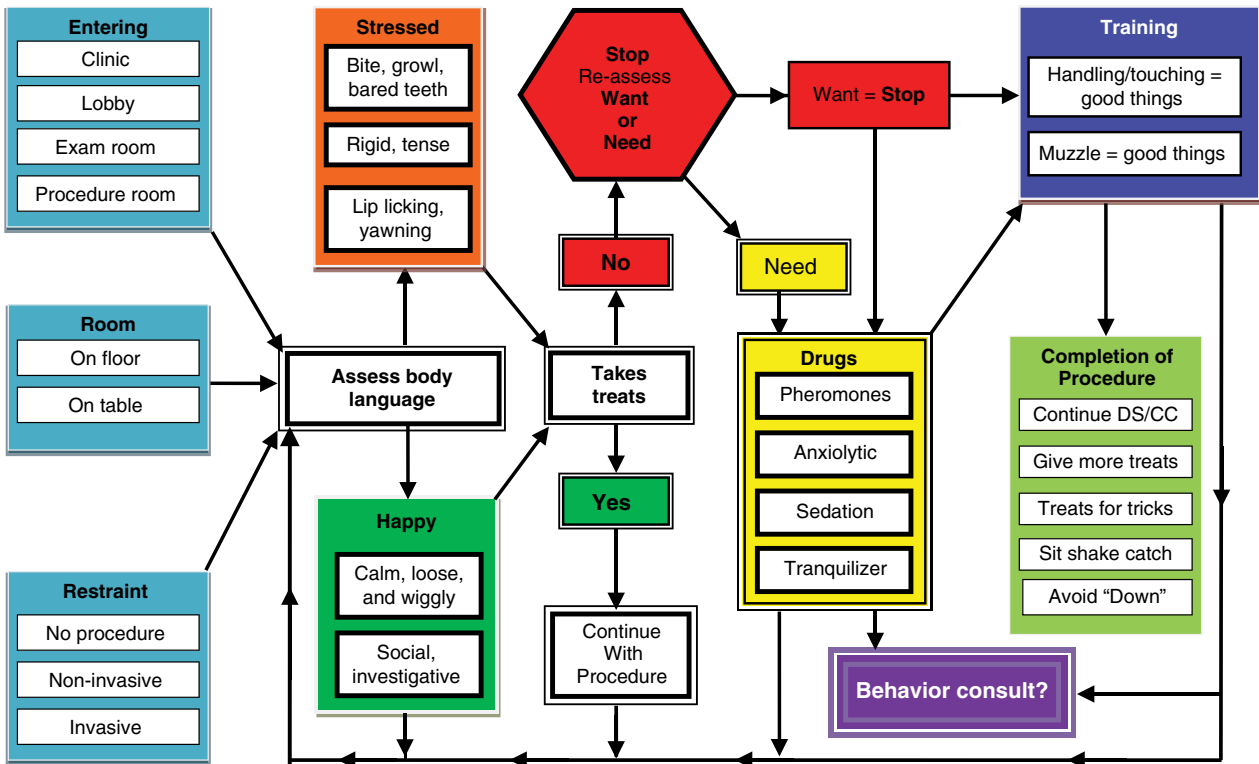 Entering
Clinic
Lobby
Exam room
Procedure room
Room
On floor
On table
Restraint
No procedure
Non-invasive
Invasive
Stressed
Bite, growl,
bared teeth
Rigid, tense
Lip licking,
yawning
Assess body
language
Happy
Calm, loose,
and wiggly
Social,
investigative
Stop
Re-assess
Want
or
Need
No
Takes
treats
Yes
Continue
With
Procedure
Want = Stop
Need
Drugs
Pheromones
Anxiolytic
Sedation
Tranquilizer
Behavior consult?
Training
Handling/touching =
good things
Muzzle = good things
Completion of
Procedure
Continue DS/CC
Give more treats
Treats for tricks
Sit shake catch
Avoid “Down”